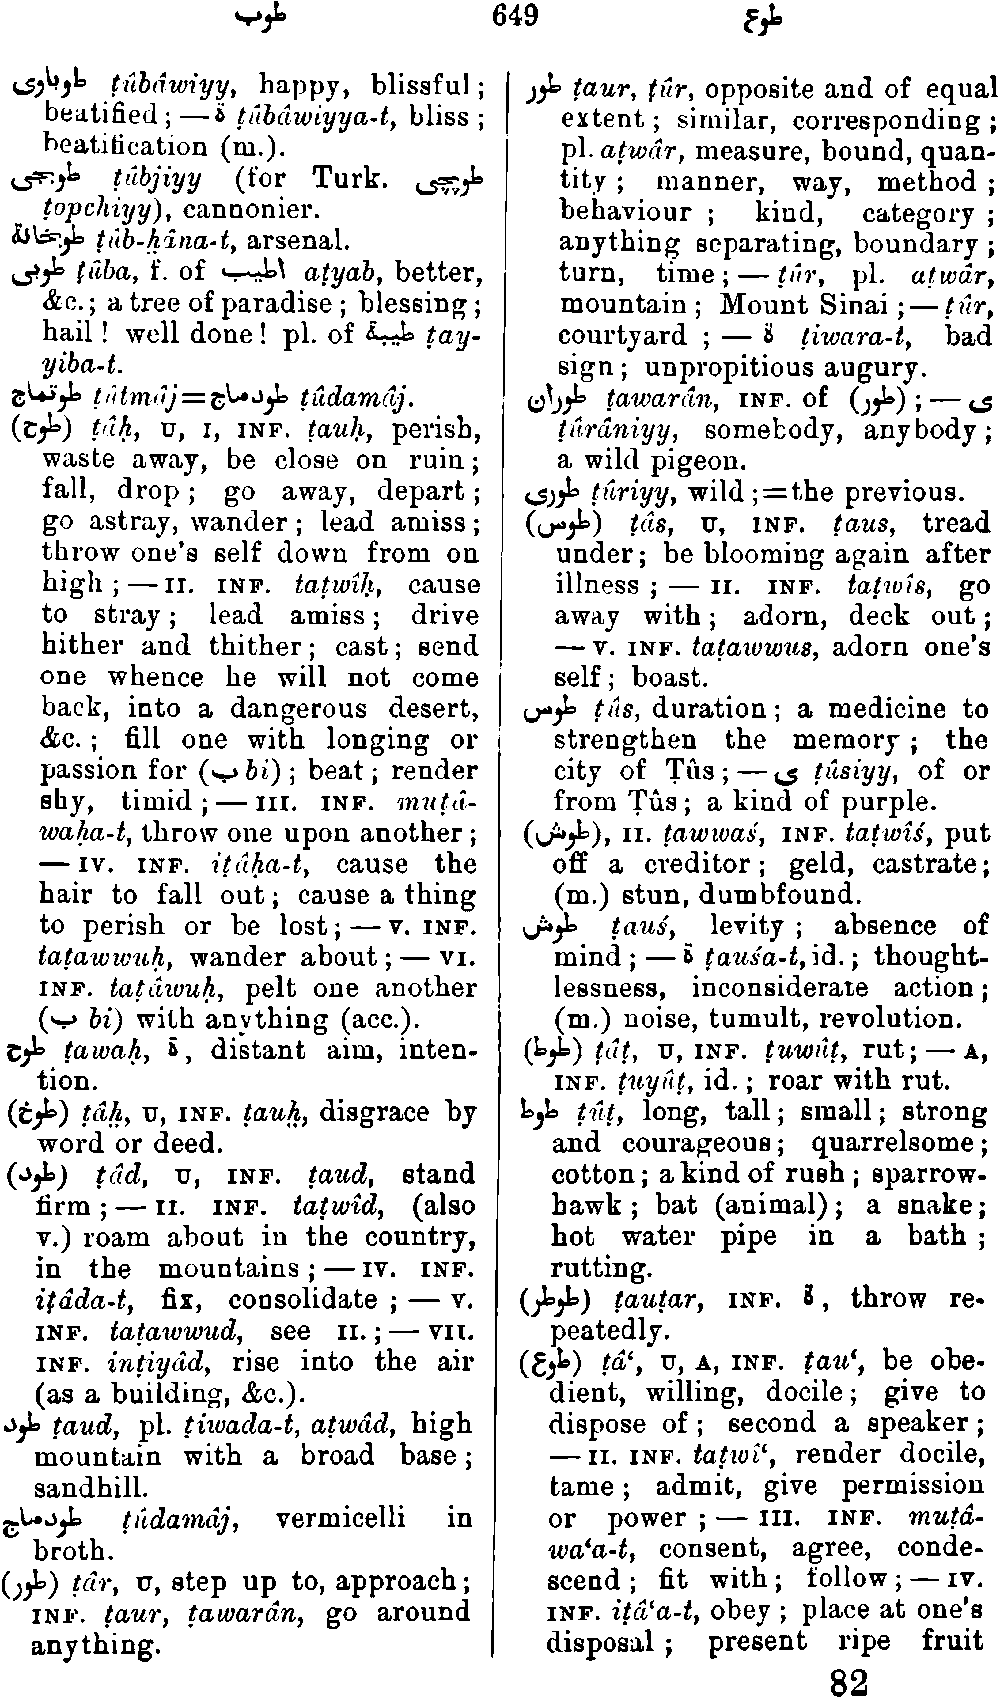 طوب 649 طوع
طوباوى ṭûbâwiyy, happy, blissful;
beatified; — ة ṭûbâwiyya-t, bliss;
beatification (m.).
طوبجى ṭûbjiyy (for Turk. طوپچى
ṭopchiyy), cannonier.
طوبخانة ṭûb-ḫâna-t, arsenal.
طوبى ṭûba, f. of اطيب aṭyab, better,
&c.; a tree of paradise; blessing;
hail! well done! pl. of طيبة ṭay-
yiba-t.
طوتماج ṭûtmâj=طودماج ṭûdamâj.
(طوح) ṭâḥ, U, I, INF. ṭauḥ, perish,
waste away, be close on ruin;
fall, drop; go away, depart;
go astray, wander; lead amiss;
throw one's self down from on
high; — II. INF. taṭwîḥ, cause
to stray; lead amiss; drive
hither and thither; cast; send
one whence he will not come
back, into a dangerous desert,
&c.; fill one with longing or
passion for (ب bi); beat; render
shy, timid; — III. INF. muṭâ-
waḥa-t, throw one upon another;
— IV. INF. iṭâḥa-t, cause the
hair to fall out; cause a thing
to perish or be lost; — V. INF.
taṭawwuḥ, wander about; — VI.
INF. taṭâwuḥ, pelt one another
(ب bi) with anything (acc.).
طوح ṭawaḥ, ة, distant aim, inten-
tion.
(طوخ) ṭâḫ, U, INF. ṭauḫ, disgrace by
word or deed.
(طود) ṭâd, U, INF. ṭaud, stand
firm; — II. INF. taṭwîd, (also
V.) roam about in the country,
in the mountains; — IV. INF.
iṭâda-t, fix, consolidate; — V.
INF. taṭawwud, see II.; — VII.
INF. inṭiyâd, rise into the air
(as a building, &c.).
طود ṭaud, pl. ṭiwada-t, aṭwâd, high
mountain with a broad base;
sandhill.
طودماج ṭûdamâj, vermicelli in
broth.
(طور) ṭâr, U, step up to, approach;
INF. ṭaur, ṭawarân, go around
anything.
طور ṭaur, ṭûr, opposite and of equal
extent; similar, corresponding;
pl. aṭwâr, measure, bound, quan-
tity; manner, way, method;
behaviour; kind, category;
anything separating, boundary;
turn, time; — ṭûr, pl. aṭwâr,
mountain; Mount Sinai; — ṭûr,
courtyard; — ة ṭiwara-t, bad
sign; unpropitious augury.
طوران ṭawarân, INF. of (طور); — ى
ṭûrâniyy, somebody, anybody;
a wild pigeon.
طورى ṭûriyy, wild;=the previous.
(طوس) ṭâs, U, INF. ṭaus, tread
under; be blooming again after
illness; — II. INF. taṭwîs, go
away with; adorn, deck out;
— V. INF. taṭawwus, adorn one's
self; boast.
طوس ṭûs, duration; a medicine to
strengthen the memory; the
city of Ṭûs; — ى ṭûsiyy, of or
from Ṭûs; a kind of purple.
(طوش), II. ṭawwaś, INF. taṭwîś, put
off a creditor; geld, castrate;
(m.) stun, dumbfound.
طوش ṭauś, levity; absence of
mind; — ة ṭauśa-t, id.; thought-
lessness, inconsiderate action;
(m.) noise, tumult, revolution.
(طوط) ṭâṭ, U, INF. ṭuwûṭ, rut; — A,
INF. ṭuyûṭ, id.; roar with rut.
طوط ṭûṭ, long, tall; small; strong
and courageous; quarrelsome;
cotton; a kind of rush; sparrow-
hawk; bat (animal); a snake;
hot water pipe in a bath;
rutting.
(طوطر) ṭauṭar, INF. ة, throw re-
peatedly.
(طوع) ṭâ‘, U, A, INF. ṭau‘, be obe-
dient, willing, docile; give to
dispose of; second a speaker;
— II. INF. taṭwî‘, render docile,
tame; admit, give permission
or power; — III. INF. muṭâ-
wa‘a-t, consent, agree, conde-
scend; fit with; follow; — IV.
INF. iṭâ‘a-t, obey; place at one's
disposal; present ripe fruit
82